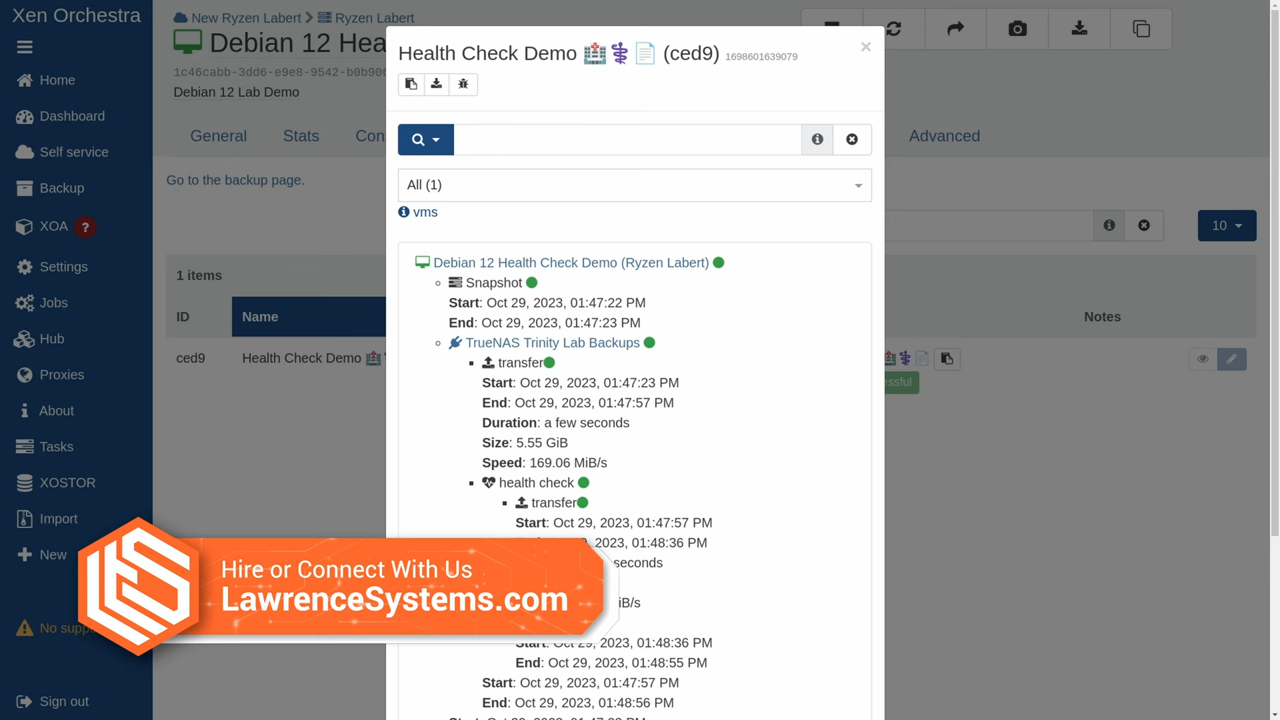 Xen Orchestra
Home
Dashboard
Self service
Backup
XOA ?
Settings
Jobs
Hub
Proxies
About
Tasks
XOSTOR
Import
New
No supp
Sign out
New Ryzen Labert
Ryzen Labert
Debian 12 Hea
1c46cabb-3dd6-e9e8-9542-b0b906
Debian 12 Lab Demo
General
Stats
Con
Advanced
Go to the backup page.
10
1 items
ID
Name
Notes
ced9
Health Check Demo
essful
Health Check Demo 🏥⚕️📄 (ced9) 1698601639079
×
All (1)
vms
Debian 12 Health Check Demo (Ryzen Labert)
Snapshot
Start: Oct 29, 2023, 01:47:22 PM
End: Oct 29, 2023, 01:47:23 PM
TrueNAS Trinity Lab Backups
transfer
Start: Oct 29, 2023, 01:47:23 PM
End: Oct 29, 2023, 01:47:57 PM
Duration: a few seconds
Size: 5.55 GiB
Speed: 169.06 MiB/s
health check
transfer
Start: Oct 29, 2023, 01:47:57 PM
01:48:36 PM
seconds
iB/s
Start: Oct 29, 2023, 01:48:36 PM
End: Oct 29, 2023, 01:48:55 PM
Start: Oct 29, 2023, 01:47:57 PM
End: Oct 29, 2023, 01:48:56 PM
Hire or Connect With Us
LawrenceSystems.com